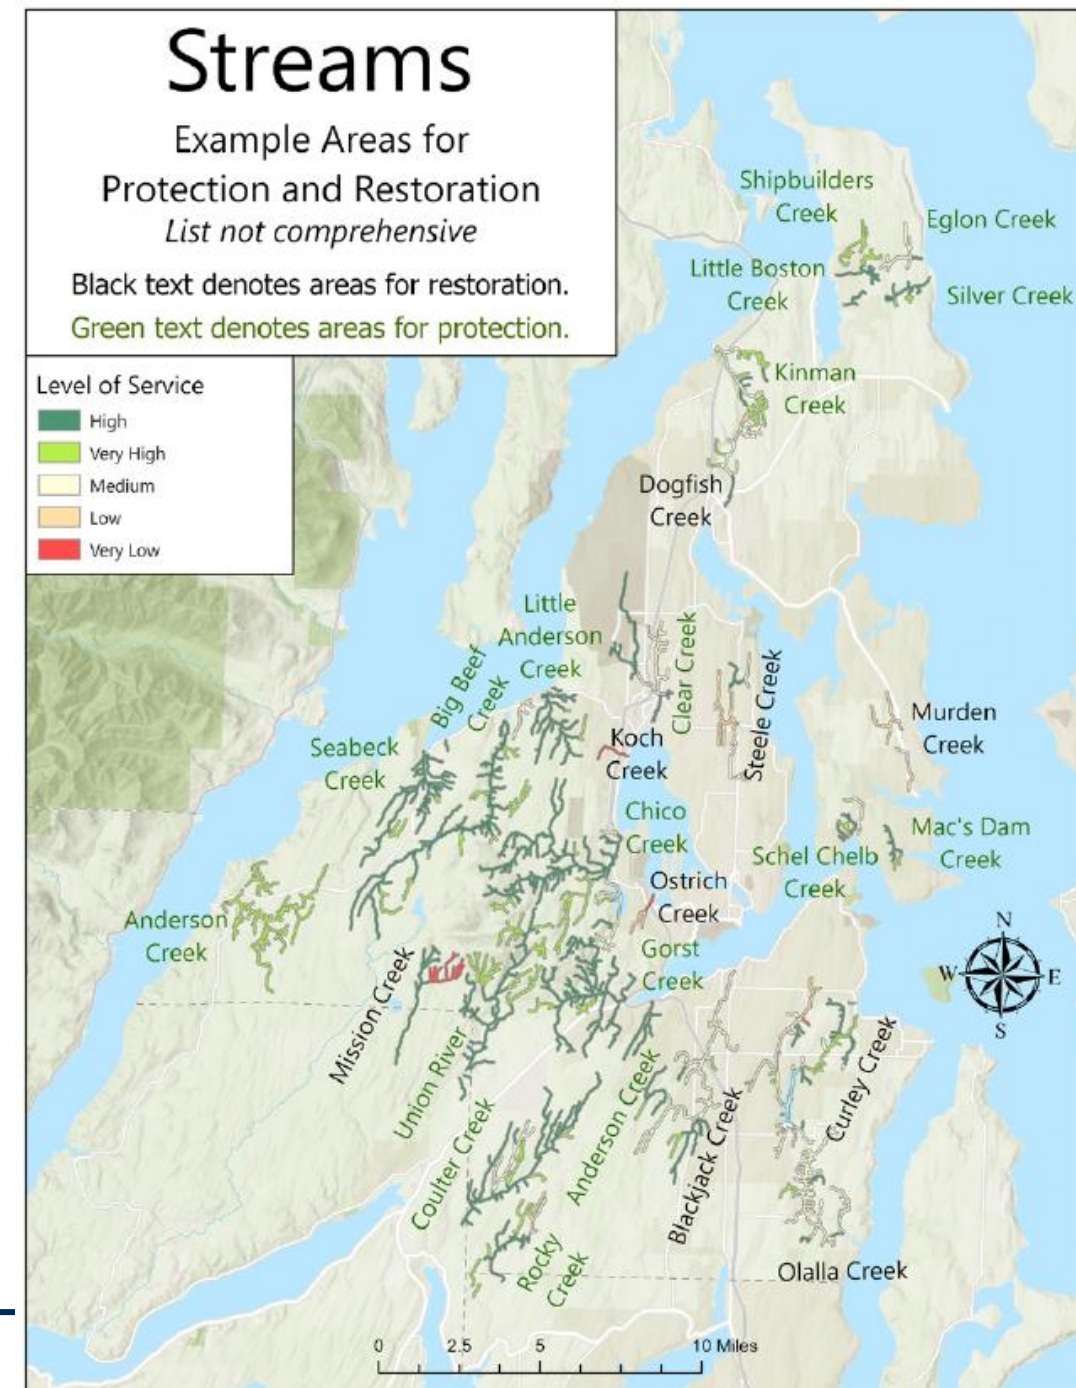 Streams
Example Areas for
Protection and Restoration
List not comprehensive
Black text denotes areas for restoration.
Green text denotes areas for protection.
Level of Service
High
Very High
Medium
Low
Very Low
Shipbuilders
Creek
Eglon Creek
Little Boston
Creek
Silver Creek
Kinman
Creek
Dogfish
Creek
Little
Anderson
Creek
Big Beef
Creek
Clear Creek
Steele Creek
Seabeck
Creek
Koch
Creek
Murden
Creek
Chico
Creek
Schel Chelb
Creek
Mac's Dam
Creek
Ostrich
Creek
Anderson
Creek
Gorst
Creek
Mission Creek
Union River
Coulter Creek
Anderson Creek
Blackjack Creek
Curley Creek
Rocky
Creek
Olalla Creek
N
W
E
S
0 2.5 5 10 Miles